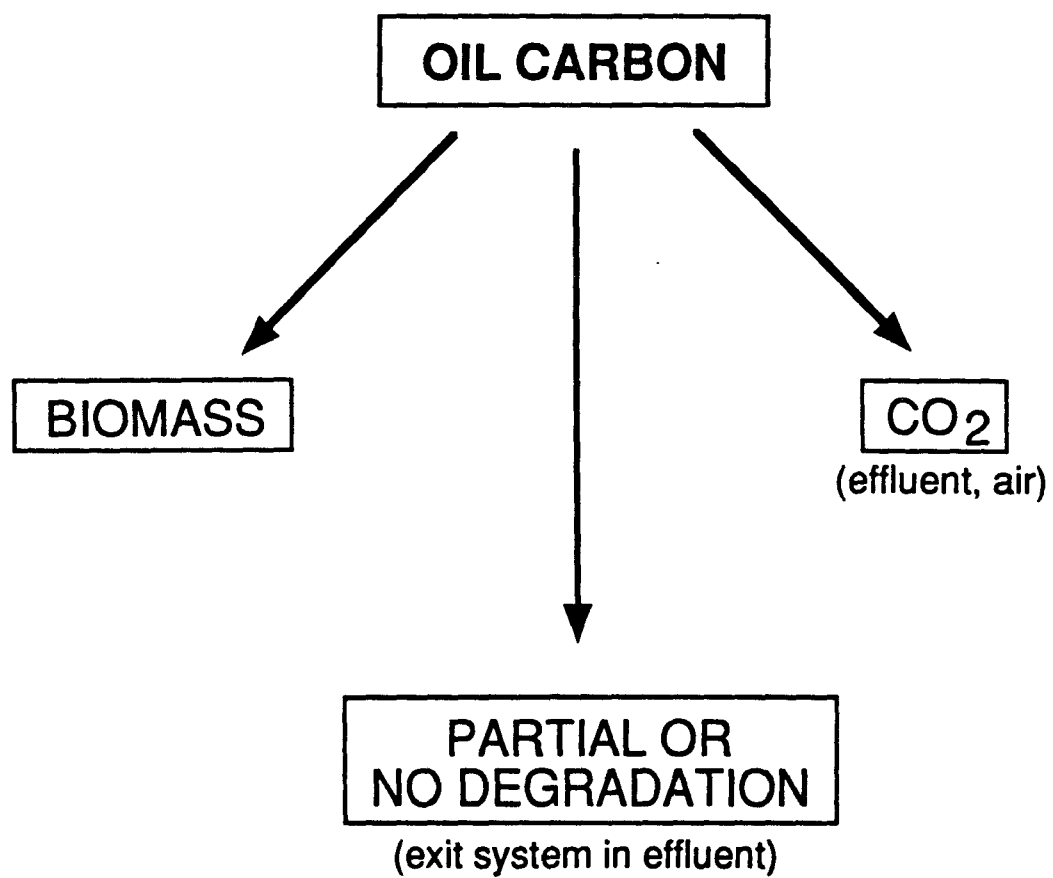 OIL CARBON
BIOMASS
CO2
(effluent, air)
PARTIAL OR
NO DEGRADATION
(exit system in effluent)